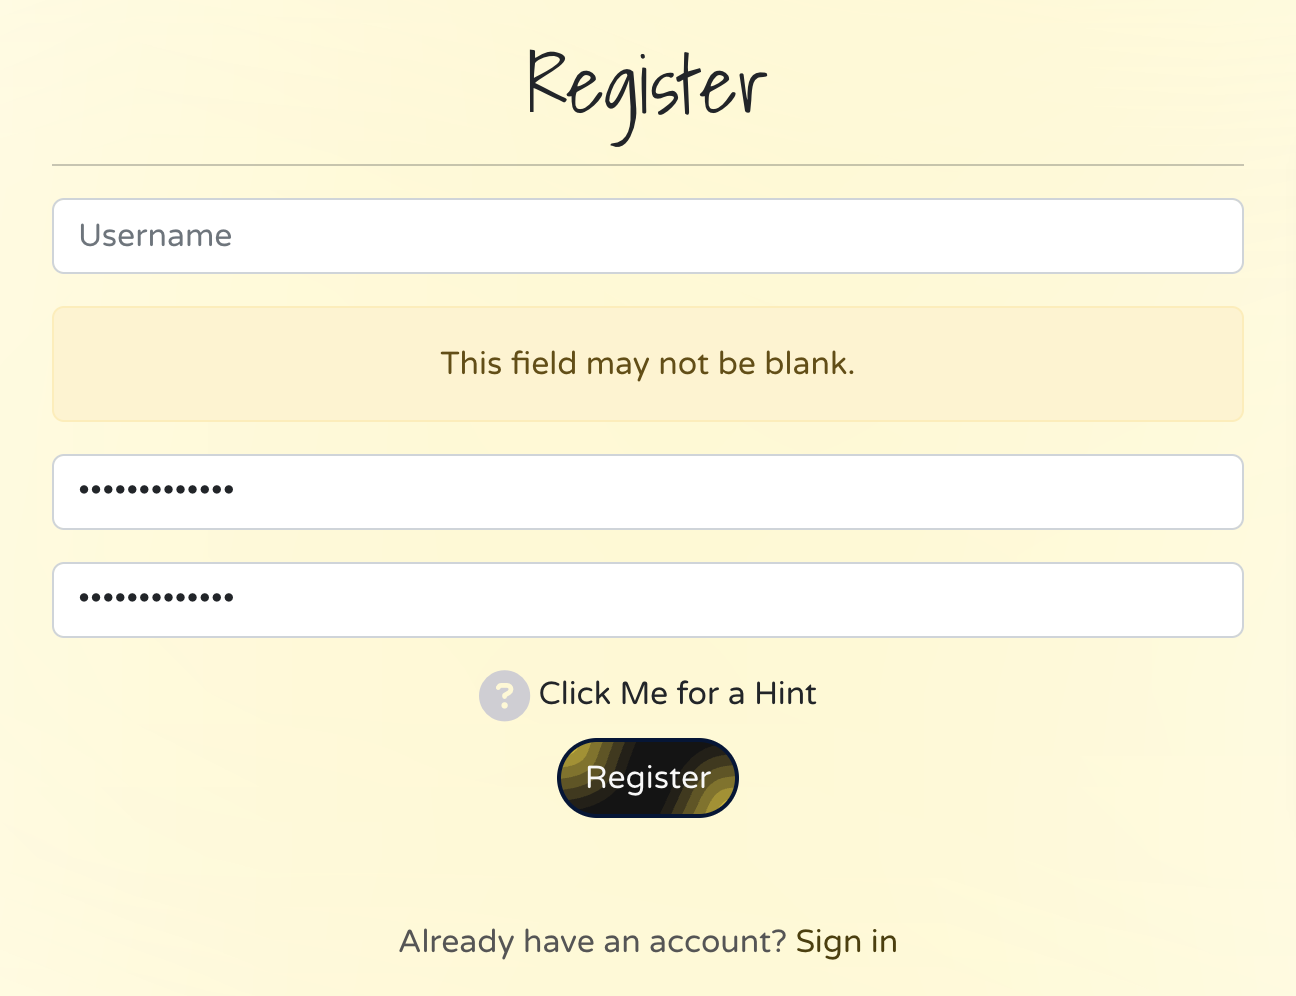 Register
Username
This field may not be blank.
•••••••••••••
•••••••••••••
? Click Me for a Hint
Register
Already have an account? Sign in